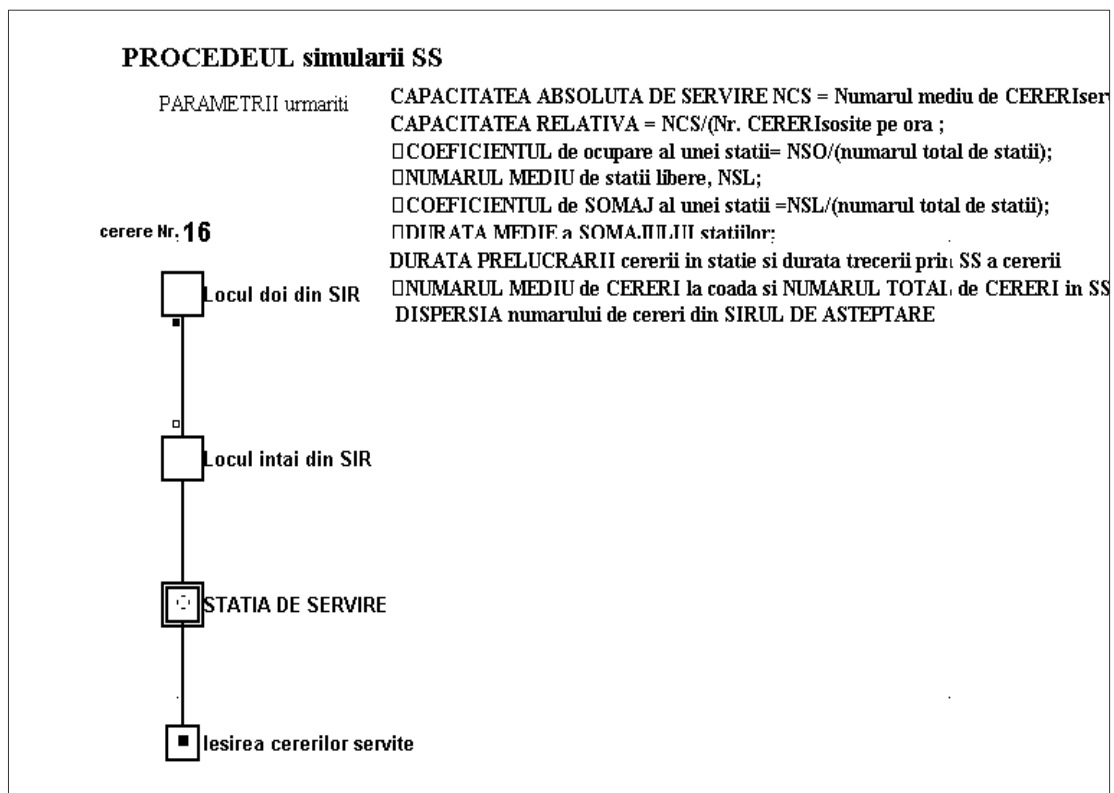 PROCEDEUL simularii SS
PARAMETRII urmariti
CAPACITATEA ABSOLUTA DE SERVIRE NCS = Numarul mediu de CERERIser
CAPACITATEA RELATIVA = NCS/(Nr. CERERIsosite pe ora ;
□COEFICIENTUL de ocupare al unei statii= NSO/(numarul total de statii);
□NUMARUL MEDIU de statii libere, NSL;
□COEFICIENTUL de SOMAJ al unei statii =NSL/(numarul total de statii);
□DURATA MEDIE a SOMAJULUI statiilor;
DURATA PRELUCRARII cererii in statie si durata trecerii prin SS a cererii
□NUMARUL MEDIU de CERERI la coada si NUMARUL TOTAL de CERERI in SS
DISPERSIA numarului de cereri din SIRUL DE ASTEPTARE
cerere Nr. 16
Locul doi din SIR
Locul intai din SIR
STATIA DE SERVIRE
Iesirea cererilor servite